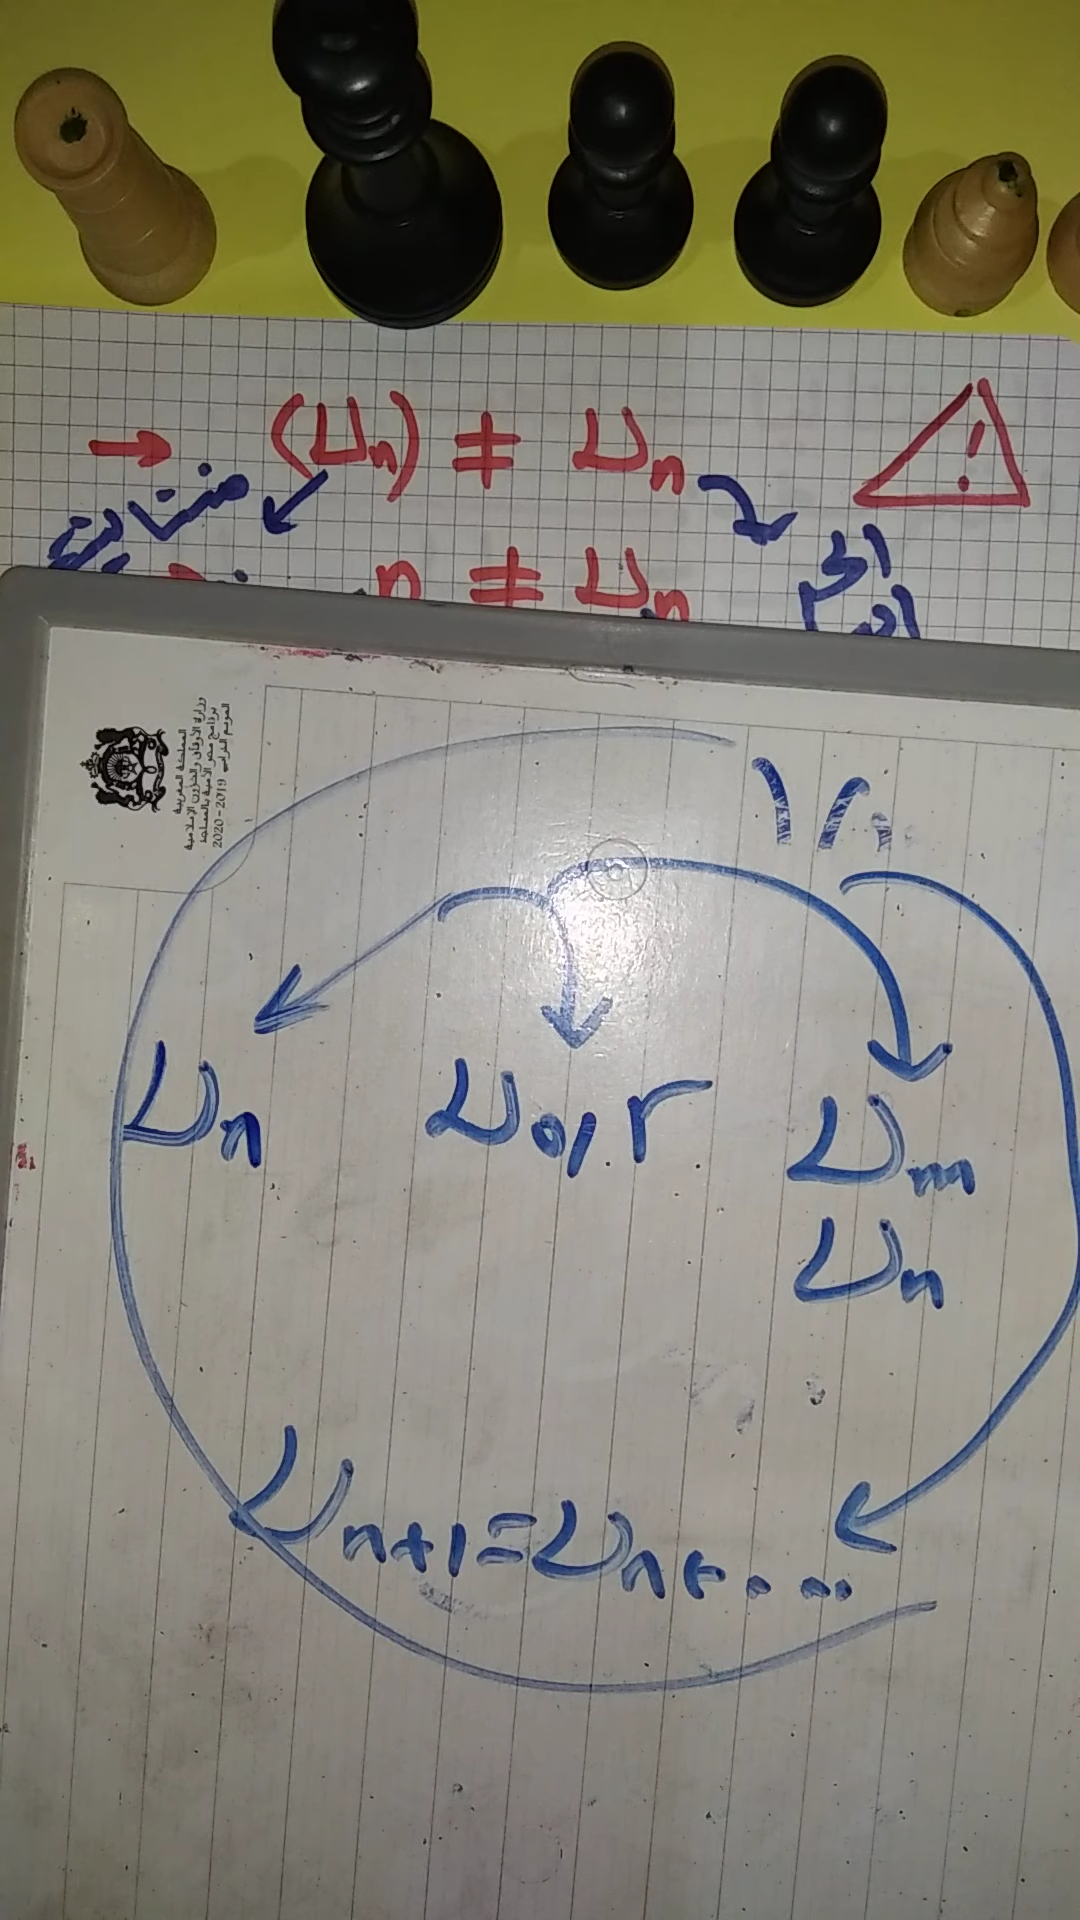 → (Un) ≠ Un
متتالية
الحد
n ≠ Un
المملكة المغربية
وزارة الأوقاف والشؤون الإسلامية
برنامج محو الأمية بالمساجد
الموسم الدراسي 2019-2020
Un U0,r Um
Un
Un+1=Un+....